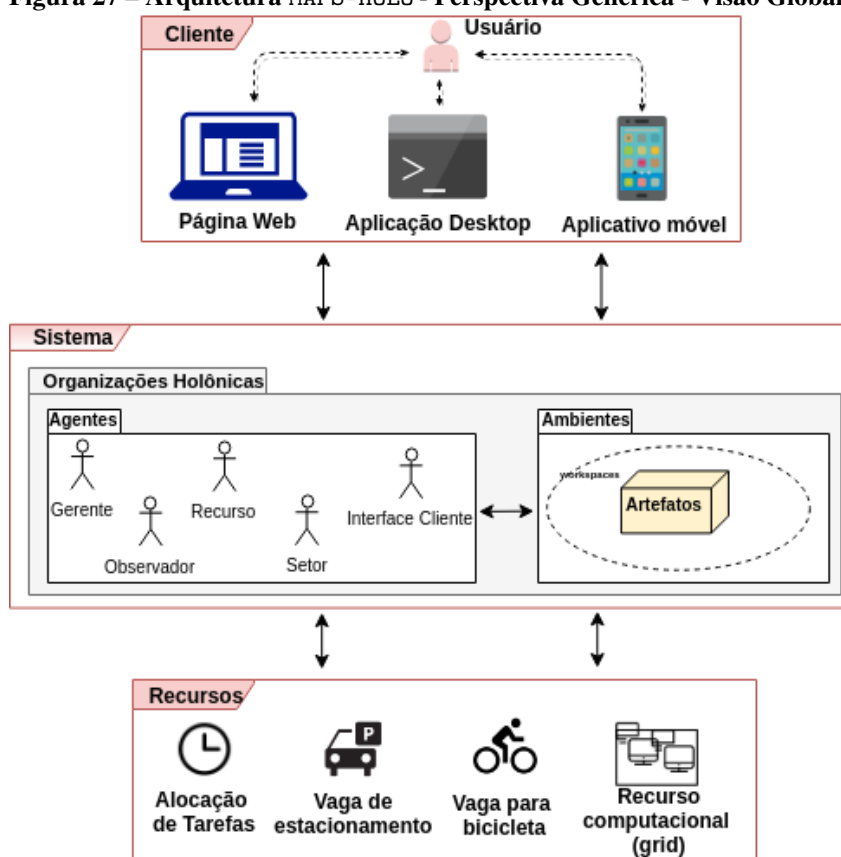 Figura 27 – Arquitetura MAPS-HOLO - Perspectiva Genérica - Visão Global
Cliente
Usuário
>_
Página Web
Aplicação Desktop
Aplicativo móvel
Sistema
Organizações Holônicas
Agentes
Gerente
Observador
Recurso
Setor
Interface Cliente
Ambientes
workspaces
Artefatos
Recursos
P
Alocação
de Tarefas
Vaga de
estacionamento
Vaga para
bicicleta
Recurso
computacional
(grid)